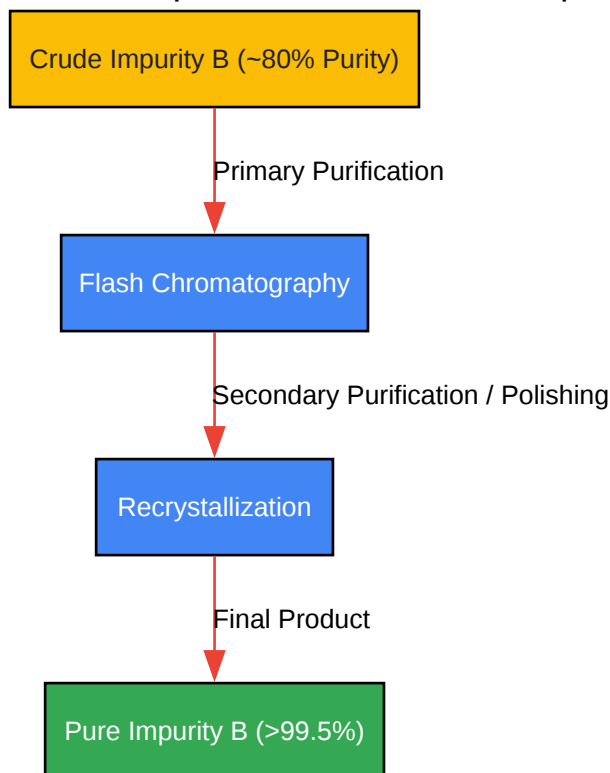 Crude Impurity B (~80% Purity)
Primary Purification
Flash Chromatography
Secondary Purification / Polishing
Recrystallization
Final Product
Pure Impurity B (>99.5%)